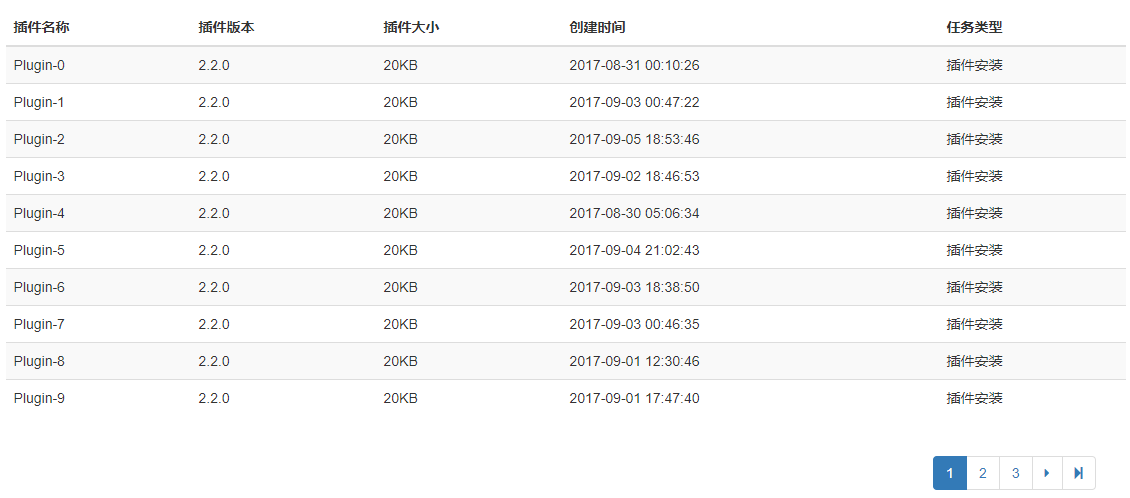 插件名称 插件版本 插件大小 创建时间 任务类型
Plugin-0 2.2.0 20KB 2017-08-31 00:10:26 插件安装
Plugin-1 2.2.0 20KB 2017-09-03 00:47:22 插件安装
Plugin-2 2.2.0 20KB 2017-09-05 18:53:46 插件安装
Plugin-3 2.2.0 20KB 2017-09-02 18:46:53 插件安装
Plugin-4 2.2.0 20KB 2017-08-30 05:06:34 插件安装
Plugin-5 2.2.0 20KB 2017-09-04 21:02:43 插件安装
Plugin-6 2.2.0 20KB 2017-09-03 18:38:50 插件安装
Plugin-7 2.2.0 20KB 2017-09-03 00:46:35 插件安装
Plugin-8 2.2.0 20KB 2017-09-01 12:30:46 插件安装
Plugin-9 2.2.0 20KB 2017-09-01 17:47:40 插件安装
1 2 3